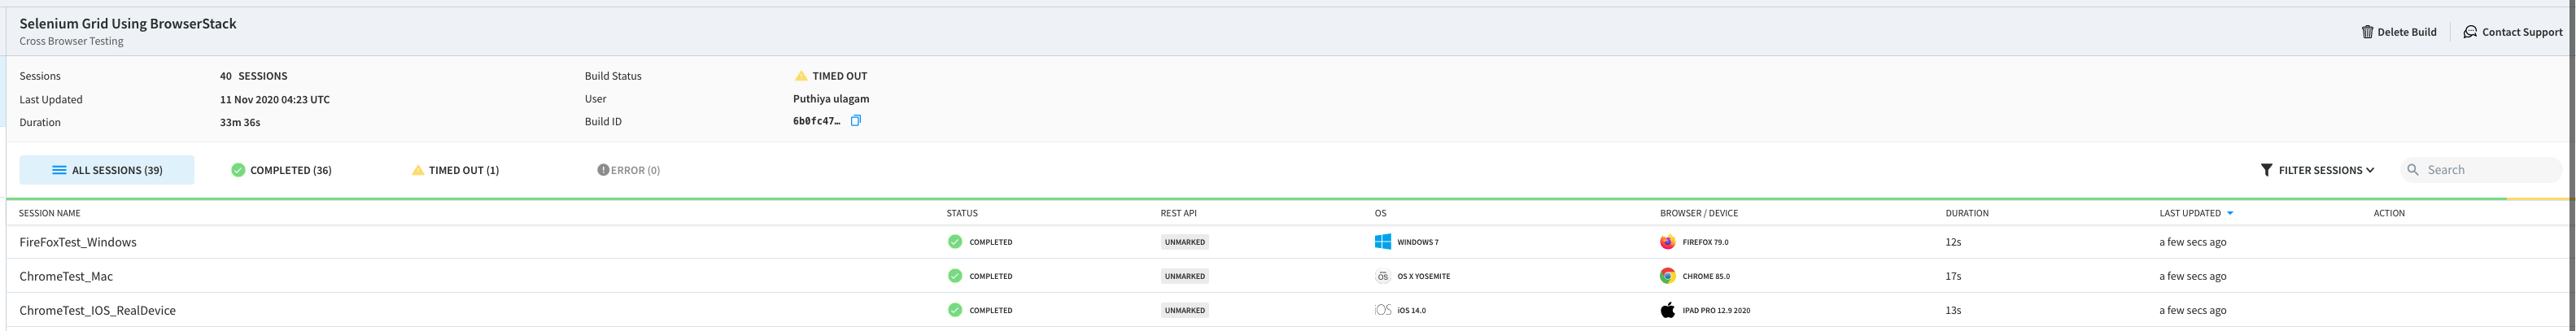 Selenium Grid Using BrowserStack
Cross Browser Testing
Delete Build
Contact Support
Sessions 40 SESSIONS Build Status TIMED OUT
Last Updated 11 Nov 2020 04:23 UTC User Puthiya ulagam
Duration 33m 36s Build ID 6b0fc47…
ALL SESSIONS (39) COMPLETED (36) TIMED OUT (1) ERROR (0) FILTER SESSIONS Search
SESSION NAME STATUS REST API OS BROWSER / DEVICE DURATION LAST UPDATED ACTION
FireFoxTest_Windows COMPLETED UNMARKED WINDOWS 7 FIREFOX 79.0 12s a few secs ago
ChromeTest_Mac COMPLETED UNMARKED OS OS X YOSEMITE CHROME 85.0 17s a few secs ago
ChromeTest_IOS_RealDevice COMPLETED UNMARKED iOS iOS 14.0 IPAD PRO 12.9 2020 13s a few secs ago